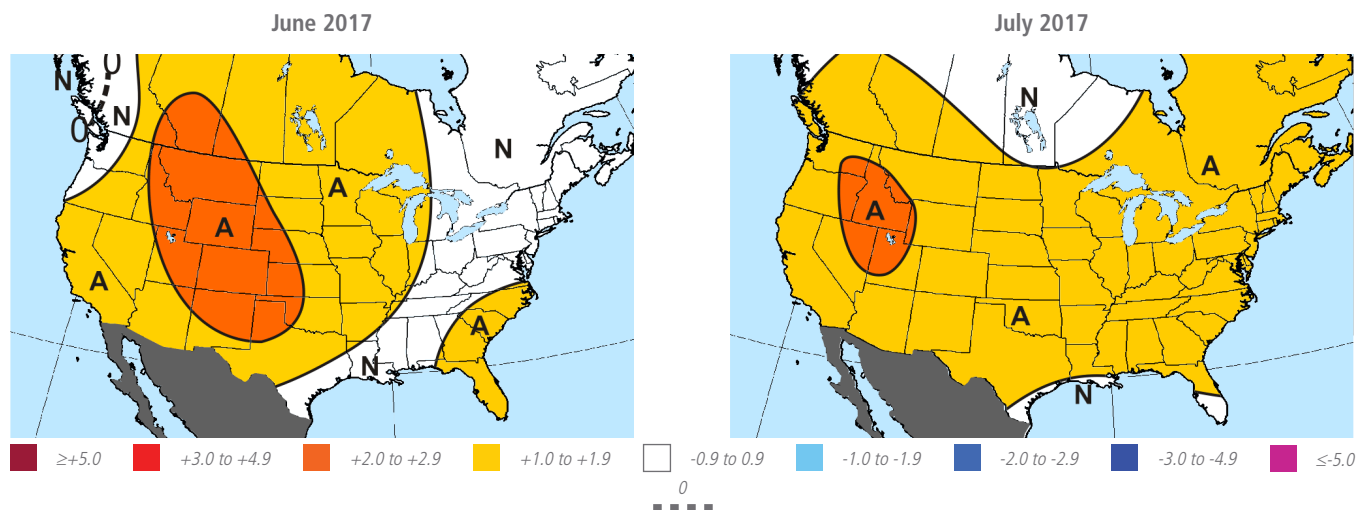 June 2017
July 2017
0
N
N
0
N
A
A
A
A
N
N
A
A
A
N
≥+5.0
+3.0 to +4.9
+2.0 to +2.9
+1.0 to +1.9
-0.9 to 0.9
-1.0 to -1.9
-2.0 to -2.9
-3.0 to -4.9
≤-5.0
0